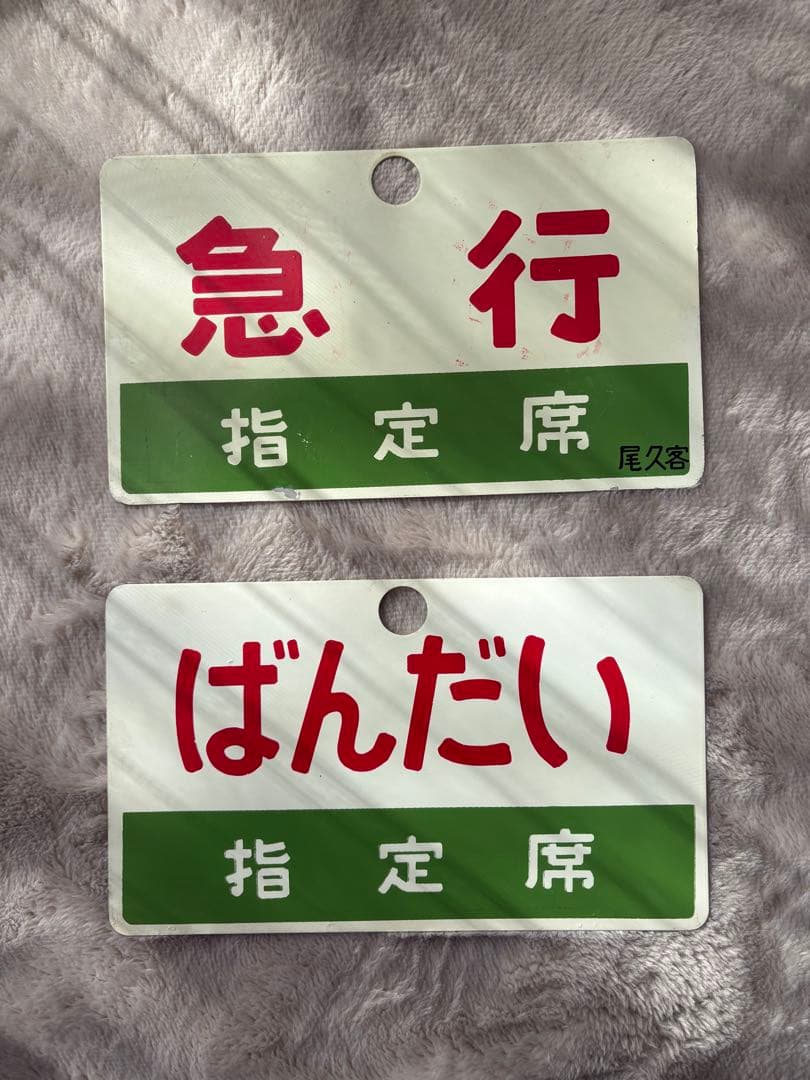 急行
指定席
尾久客
ばんだい
指定席